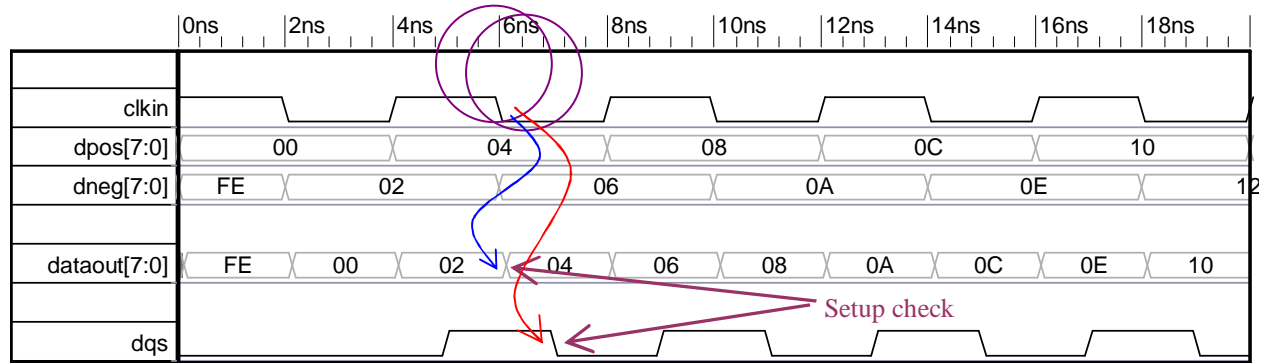 0ns 2ns 4ns 6ns 8ns 10ns 12ns 14ns 16ns 18ns
clkin
dpos[7:0] 00 04 08 0C 10
dneg[7:0] FE 02 06 0A 0E 12
dataout[7:0] FE 00 02 04 06 08 0A 0C 0E 10
Setup check
dqs